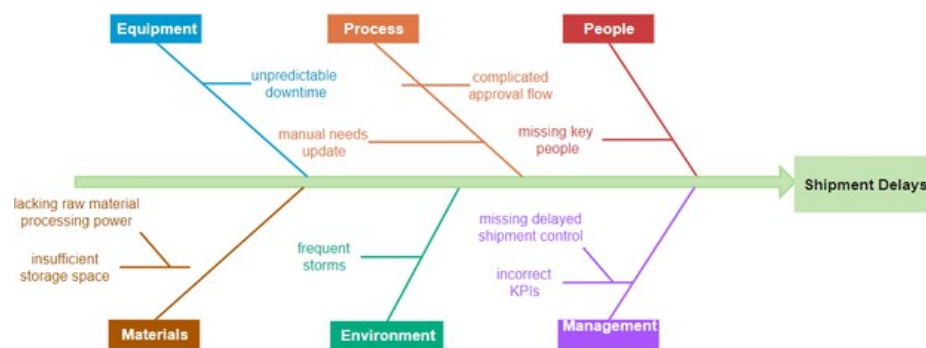 Equipment
Process
People
unpredictable
downtime
complicated
approval flow
manual needs
update
missing key
people
Shipment Delays
lacking raw material
processing power
insufficient
storage space
frequent
storms
missing delayed
shipment control
incorrect
KPIs
Materials
Environment
Management